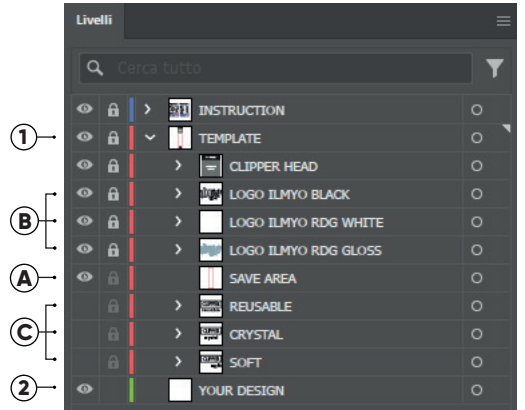 Livelli
Cerca tutto
INSTRUCTION
1 TEMPLATE
CLIPPER HEAD
LOGO ILMYO BLACK
B LOGO ILMYO RDG WHITE
LOGO ILMYO RDG GLOSS
A SAVE AREA
REUSABLE
C CRYSTAL
SOFT
2 YOUR DESIGN